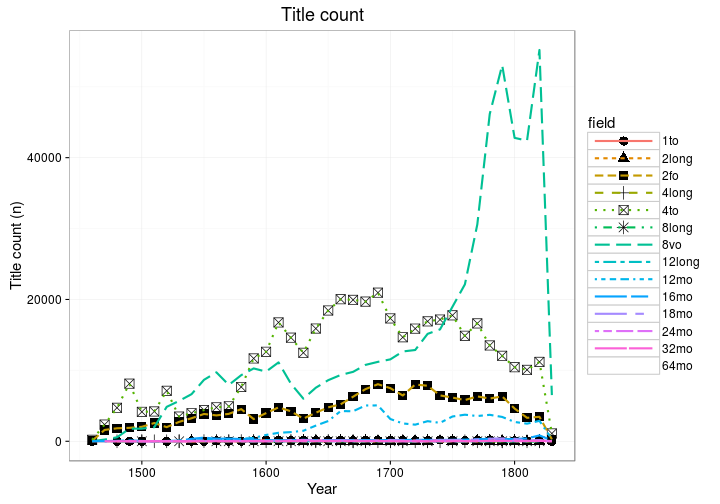 Title count
Title count (n)
40000
20000
0
1500
1600
1700
1800
Year
field
1to
2long
2fo
4long
4to
8long
8vo
12long
12mo
16mo
18mo
24mo
32mo
64mo